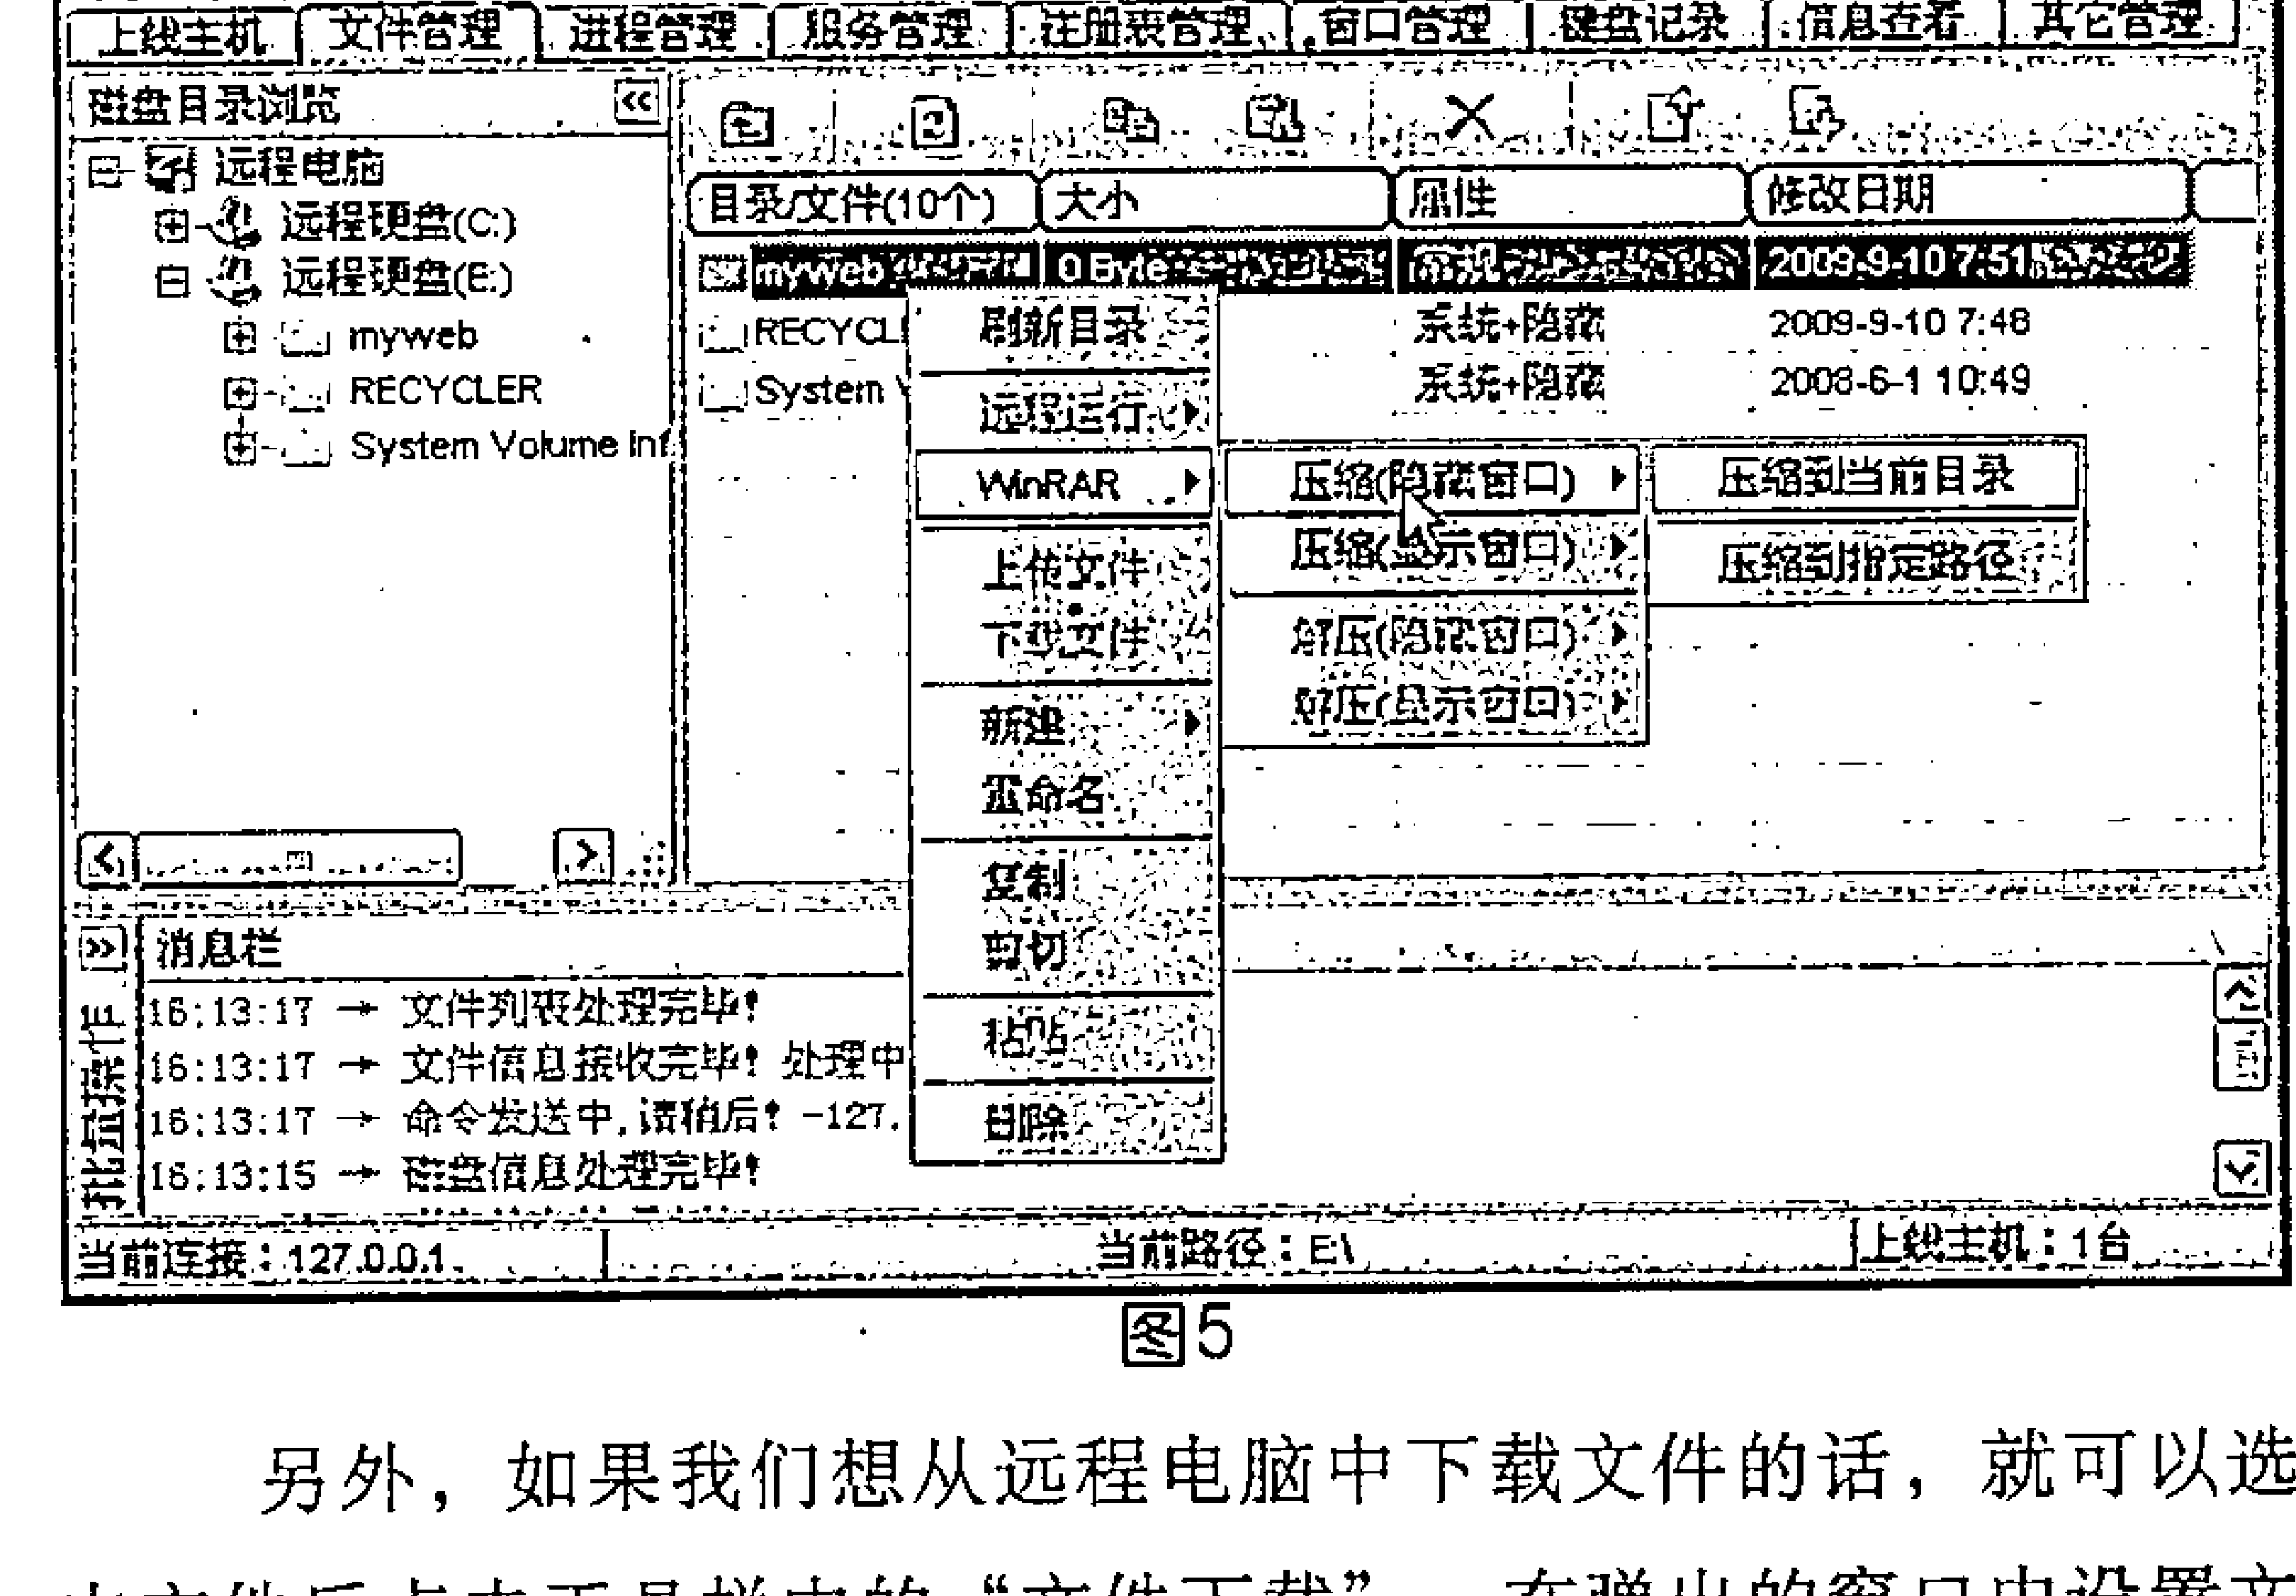 上线主机 文件管理 进程管理 服务管理 注册表管理 窗口管理 键盘记录 信息查看 其它管理
磁盘目录浏览
远程电脑
远程硬盘(C:)
远程硬盘(E:)
myweb
RECYCLER
System Volume Inf
目录/文件(10个) 大小 属性 修改日期
myweb 0 Byte 2009-9-10 7:51
RECYCL 系统+隐藏 2009-9-10 7:48
System V 系统+隐藏 2008-6-1 10:49
刷新目录
远程运行
WinRAR
上传文件
下载文件
新建
重命名
复制
剪切
粘贴
删除
压缩(隐藏窗口)
压缩(显示窗口)
解压(隐藏窗口)
解压(显示窗口)
压缩到当前目录
压缩到指定路径
消息栏
16:13:17 → 文件列表处理完毕!
16:13:17 → 文件信息接收完毕! 处理中
16:13:17 → 命令发送中,请稍后! -127.
16:13:15 → 磁盘信息处理完毕!
批量操作
当前连接：127.0.0.1. 当前路径：E:\ 上线主机：1台
图5
另外，如果我们想从远程电脑中下载文件的话，就可以选
“文件下载”